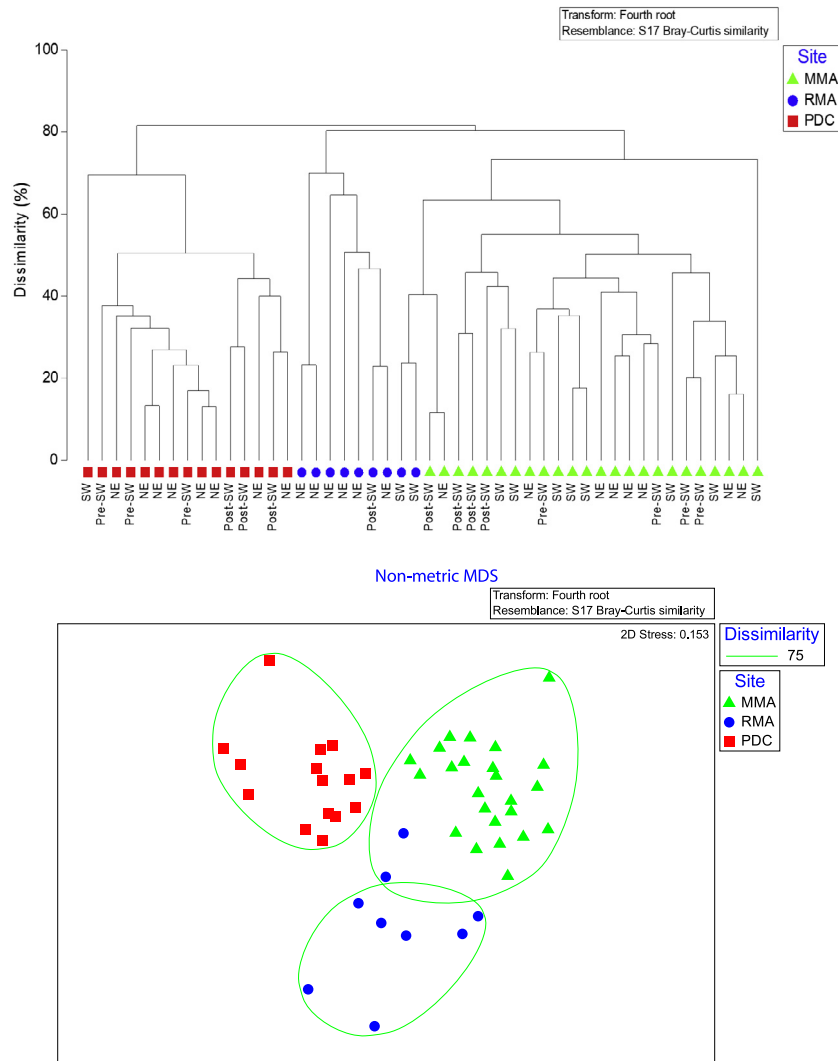 Transform: Fourth root
Resemblance: S17 Bray-Curtis similarity
Site
MMA
RMA
PDC
Dissimilarity (%)
100
80
60
40
20
0
SW
Pre-SW
NE
Pre-SW
NE
NE
NE
Pre-SW
NE
NE
Post-SW
Post-SW
NE
Post-SW
NE
NE
NE
NE
NE
NE
Post-SW
NE
SW
SW
Post-SW
NE
Post-SW
Post-SW
Post-SW
SW
SW
NE
Pre-SW
SW
SW
SW
NE
NE
NE
NE
Pre-SW
SW
Pre-SW
Pre-SW
SW
NE
NE
SW
Non-metric MDS
Transform: Fourth root
Resemblance: S17 Bray-Curtis similarity
2D Stress: 0.153
Dissimilarity
75
Site
MMA
RMA
PDC